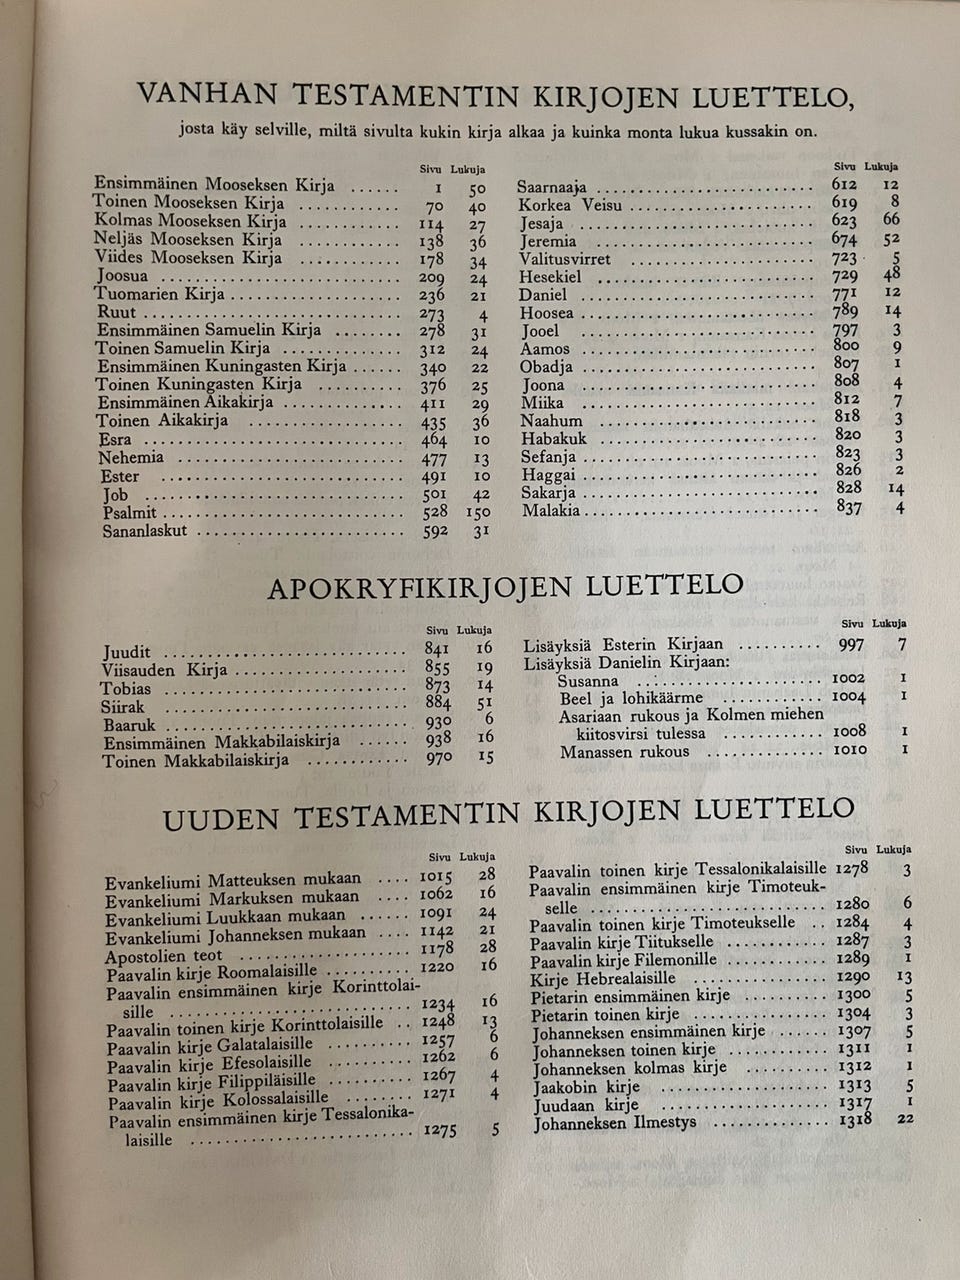 VANHAN TESTAMENTIN KIRJOJEN LUETTELO,
josta käy selville, miltä sivulta kukin kirja alkaa ja kuinka monta lukua kussakin on.
Sivu Lukuja
Ensimmäinen Mooseksen Kirja ...... 1 50
Toinen Mooseksen Kirja ............ 70 40
Kolmas Mooseksen Kirja ............ 114 27
Neljäs Mooseksen Kirja ............ 138 36
Viides Mooseksen Kirja ............ 178 34
Joosua ............ 209 24
Tuomarien Kirja ............ 236 21
Ruut ............ 273 4
Ensimmäinen Samuelin Kirja ........ 278 31
Toinen Samuelin Kirja ............ 312 24
Ensimmäinen Kuningasten Kirja ...... 340 22
Toinen Kuningasten Kirja .......... 376 25
Ensimmäinen Aikakirja ............ 411 29
Toinen Aikakirja ............ 435 36
Esra ............ 464 10
Nehemia ............ 477 13
Ester ............ 491 10
Job ............ 501 42
Psalmit ............ 528 150
Sananlaskut ............ 592 31
Sivu Lukuja
Saarnaaja ............ 612 12
Korkea Veisu ............ 619 8
Jesaja ............ 623 66
Jeremia ............ 674 52
Valitusvirret ............ 723 5
Hesekiel ............ 729 48
Daniel ............ 771 12
Hoosea ............ 789 14
Jooel ............ 797 3
Aamos ............ 800 9
Obadja ............ 807 1
Joona ............ 808 4
Miika ............ 812 7
Naahum ............ 818 3
Habakuk ............ 820 3
Sefanja ............ 823 3
Haggai ............ 826 2
Sakarja ............ 828 14
Malakia ............ 837 4
APOKRYFIKIRJOJEN LUETTELO
Sivu Lukuja
Juudit ............ 841 16
Viisauden Kirja ............ 855 19
Tobias ............ 873 14
Siirak ............ 884 51
Baaruk ............ 930 6
Ensimmäinen Makkabilaiskirja ...... 938 16
Toinen Makkabilaiskirja ............ 970 15
Sivu Lukuja
Lisäyksiä Esterin Kirjaan .......... 997 7
Lisäyksiä Danielin Kirjaan:
Susanna ............ 1002 1
Beel ja lohikäärme ............ 1004 1
Asariaan rukous ja Kolmen miehen
kiitosvirsi tulessa ............ 1008 1
Manassen rukous ............ 1010 1
UUDEN TESTAMENTIN KIRJOJEN LUETTELO
Sivu Lukuja
Evankeliumi Matteuksen mukaan .... 1015 28
Evankeliumi Markuksen mukaan .... 1062 16
Evankeliumi Luukkaan mukaan ...... 1091 24
Evankeliumi Johanneksen mukaan .... 1142 21
Apostolien teot ............ 1178 28
Paavalin kirje Roomalaisille .......... 1220 16
Paavalin ensimmäinen kirje Korinttolai-
sille ............ 1234 16
Paavalin toinen kirje Korinttolaisille .. 1248 13
Paavalin kirje Galatalaisille .......... 1257 6
Paavalin kirje Efesolaisille .......... 1262 6
Paavalin kirje Filippiläisille .......... 1267 4
Paavalin kirje Kolossalaisille ........ 1271 4
Paavalin ensimmäinen kirje Tessalonika-
laisille ............ 1275 5
Sivu Lukuja
Paavalin toinen kirje Tessalonikalaisille 1278 3
Paavalin ensimmäinen kirje Timoteuk-
selle ............ 1280 6
Paavalin toinen kirje Timoteukselle .. 1284 4
Paavalin kirje Tiitukselle ............ 1287 3
Paavalin kirje Filemonille ............ 1289 1
Kirje Hebrealaisille ............ 1290 13
Pietarin ensimmäinen kirje .......... 1300 5
Pietarin toinen kirje ............ 1304 3
Johanneksen ensimmäinen kirje ...... 1307 5
Johanneksen toinen kirje ............ 1311 1
Johanneksen kolmas kirje .......... 1312 1
Jaakobin kirje ............ 1313 5
Juudaan kirje ............ 1317 1
Johanneksen Ilmestys ............ 1318 22